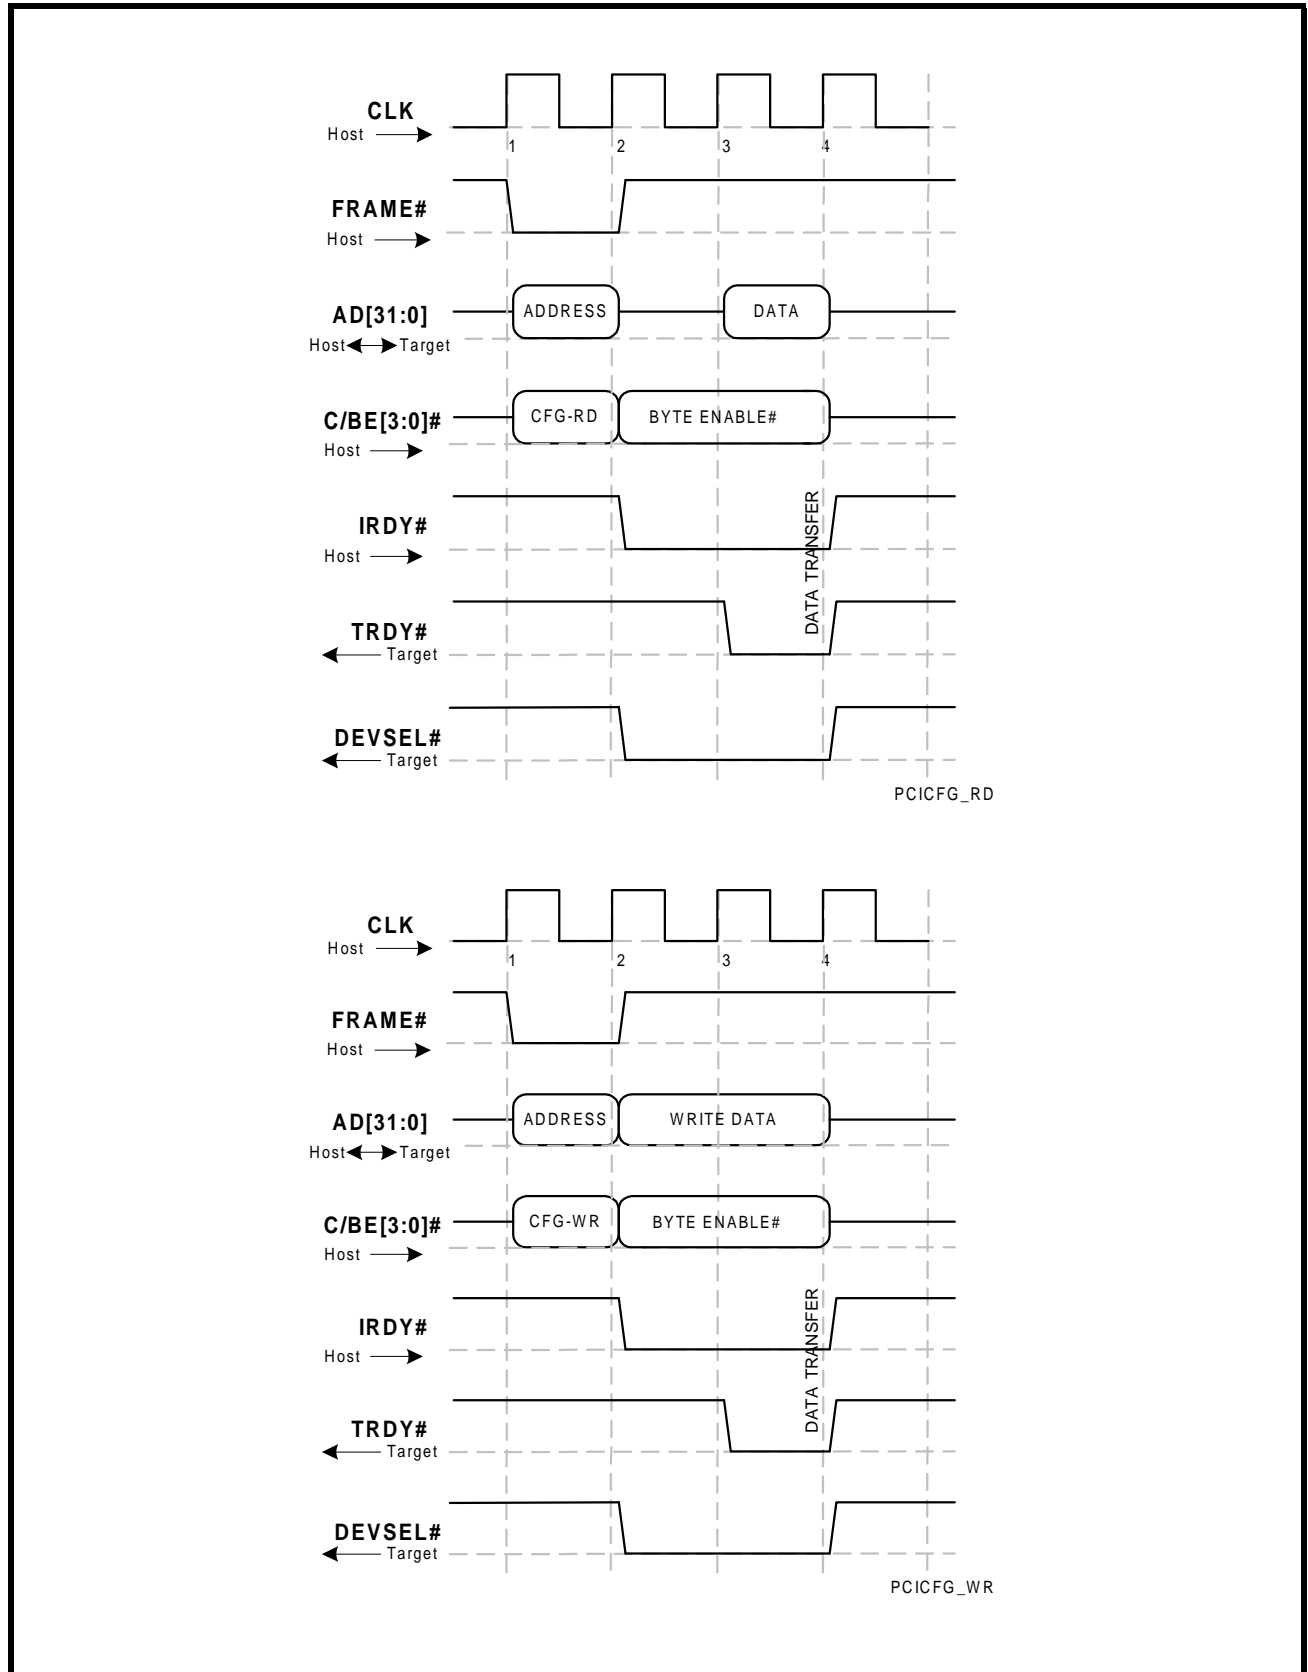 CLK
Host
1 2 3 4
FRAME#
Host
AD[31:0] ADDRESS DATA
Host Target
C/BE[3:0]# CFG-RD BYTE ENABLE#
Host
IRDY#
Host
DATA TRANSFER
TRDY#
Target
DEVSEL#
Target
PCICFG_RD
CLK
Host
1 2 3 4
FRAME#
Host
AD[31:0] ADDRESS WRITE DATA
Host Target
C/BE[3:0]# CFG-WR BYTE ENABLE#
Host
IRDY#
Host
DATA TRANSFER
TRDY#
Target
DEVSEL#
Target
PCICFG_WR